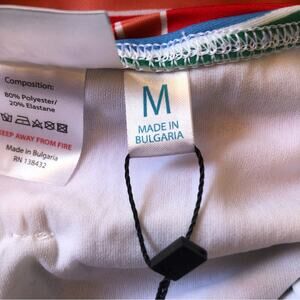 Composition:
80% Polyester/
20% Elastane
KEEP AWAY FROM FIRE
Made in Bulgaria
RN 138432
M
MADE IN
BULGARIA